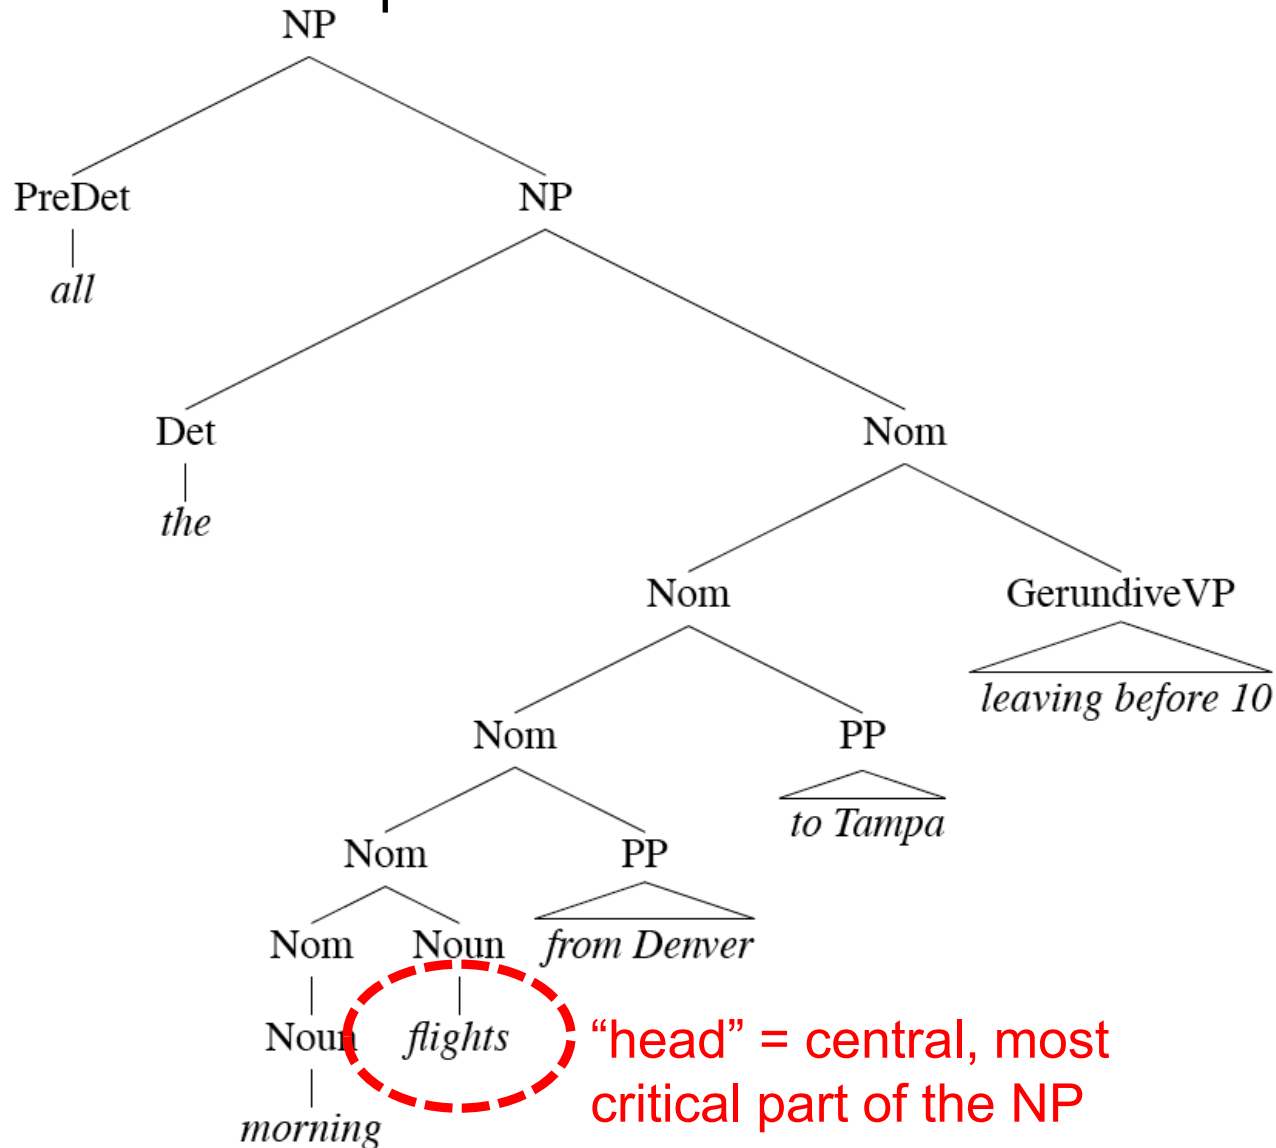 NP
PreDet NP
all
Det Nom
the
Nom GerundiveVP
leaving before 10
Nom PP
to Tampa
Nom PP
Nom Noun from Denver
Noun flights “head” = central, most
critical part of the NP
morning